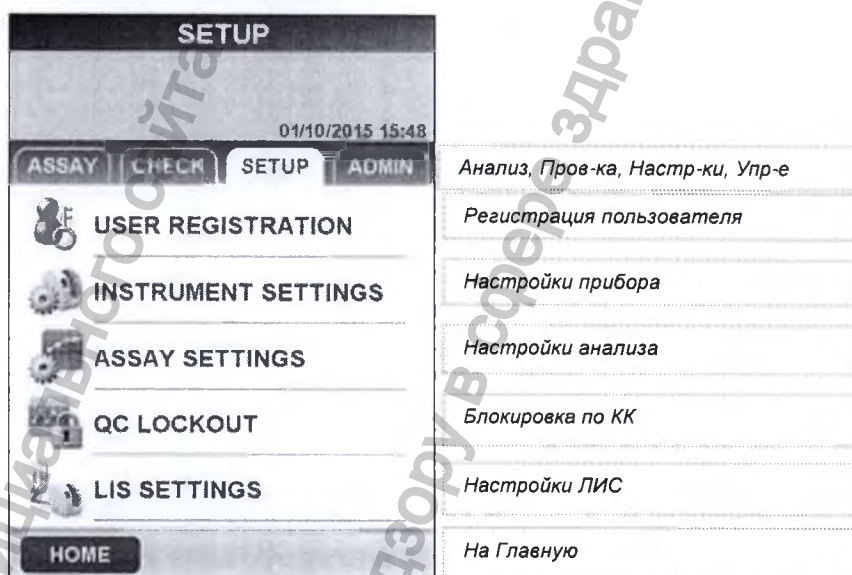 SETUP
01/10/2015 15:48
ASSAY CHECK SETUP ADMIN
Анализ, Пров-ка, Настр-ки, Упр-е
USER REGISTRATION
Регистрация пользователя
INSTRUMENT SETTINGS
Настройки прибора
ASSAY SETTINGS
Настройки анализа
QC LOCKOUT
Блокировка по КК
LIS SETTINGS
Настройки ЛИС
HOME
На Главную